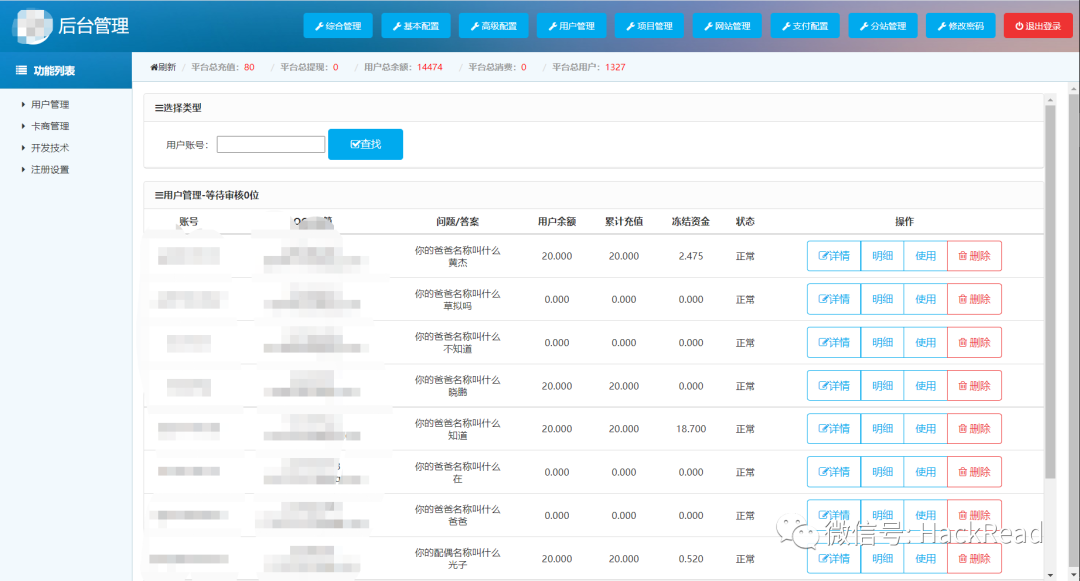 后台管理
综合管理 基本配置 高级配置 用户管理 项目管理 网站管理 支付配置 分站管理 修改密码 退出登录
功能列表
刷新 / 平台总充值：80 / 平台总提现：0 / 用户总余额：14474 / 平台总消费：0 / 平台总用户：1327
用户管理
卡商管理
开发技术
注册设置
选择类型
用户账号： 查找
用户管理-等待审核0位
账号 问题/答案 用户余额 累计充值 冻结资金 状态 操作
你的爸爸名称叫什么
黄杰 20.000 20.000 2.475 正常 详情 明细 使用 删除
你的爸爸名称叫什么
草拟吗 0.000 0.000 0.000 正常 详情 明细 使用 删除
你的爸爸名称叫什么
不知道 0.000 0.000 0.000 正常 详情 明细 使用 删除
你的爸爸名称叫什么
晓鹏 20.000 20.000 0.000 正常 详情 明细 使用 删除
你的爸爸名称叫什么
知道 20.000 20.000 18.700 正常 详情 明细 使用 删除
你的爸爸名称叫什么
在 0.000 0.000 0.000 正常 详情 明细 使用 删除
你的爸爸名称叫什么
爸爸 0.000 0.000 0.000 正常 详情 明细 使用 删除
你的配偶名称叫什么
光子 20.000 20.000 0.520 正常 详情 明细 使用 删除
微信号: HackRead